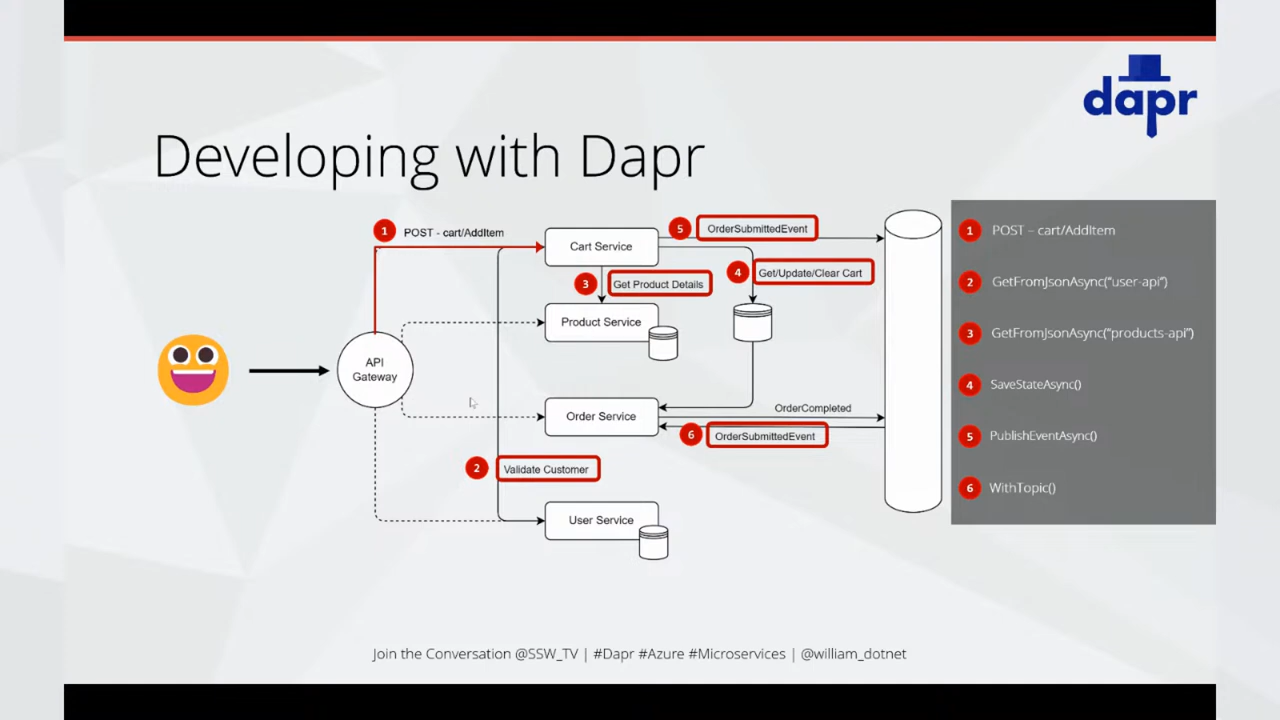 dapr
Developing with Dapr
1 POST - cart/AddItem
Cart Service
5 OrderSubmittedEvent
4 Get/Update/Clear Cart
3 Get Product Details
Product Service
API
Gateway
Order Service
OrderCompleted
6 OrderSubmittedEvent
2 Validate Customer
User Service
1 POST – cart/AddItem
2 GetFromJsonAsync(“user-api”)
3 GetFromJsonAsync(“products-api”)
4 SaveStateAsync()
5 PublishEventAsync()
6 WithTopic()
Join the Conversation @SSW_TV | #Dapr #Azure #Microservices | @william_dotnet